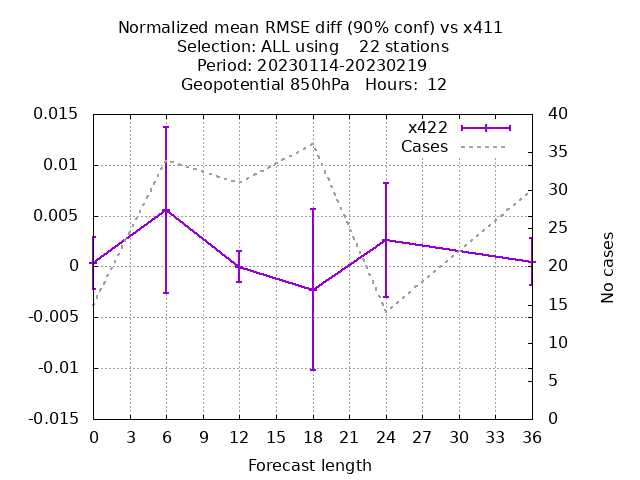 Normalized mean RMSE diff (90% conf) vs x411
Selection: ALL using    22 stations
Period: 20230114-20230219
Geopotential 850hPa   Hours:  12
x422
Cases
0.015
0.01
0.005
0
-0.005
-0.01
-0.015
40
35
30
25
20
15
10
5
0
No cases
0 3 6 9 12 15 18 21 24 27 30 33 36
Forecast length